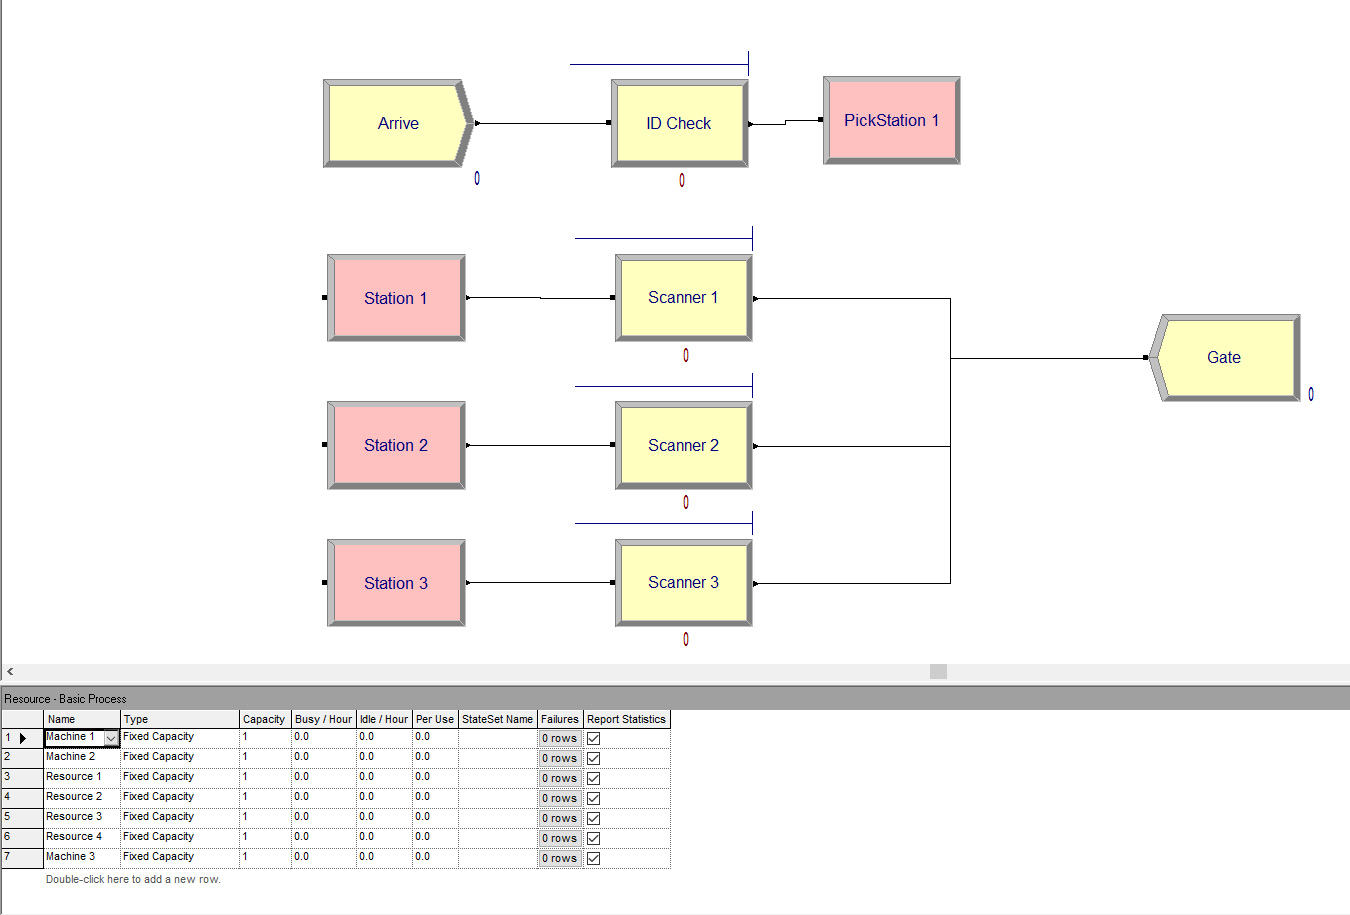 Arrive
ID Check
PickStation 1
0
0
Station 1
Scanner 1
0
Gate
0
Station 2
Scanner 2
0
Station 3
Scanner 3
0
Resource - Basic Process
Name Type Capacity Busy / Hour Idle / Hour Per Use StateSet Name Failures Report Statistics
1 Machine 1 Fixed Capacity 1 0.0 0.0 0.0 0 rows
2 Machine 2 Fixed Capacity 1 0.0 0.0 0.0 0 rows
3 Resource 1 Fixed Capacity 1 0.0 0.0 0.0 0 rows
4 Resource 2 Fixed Capacity 1 0.0 0.0 0.0 0 rows
5 Resource 3 Fixed Capacity 1 0.0 0.0 0.0 0 rows
6 Resource 4 Fixed Capacity 1 0.0 0.0 0.0 0 rows
7 Machine 3 Fixed Capacity 1 0.0 0.0 0.0 0 rows
Double-click here to add a new row.